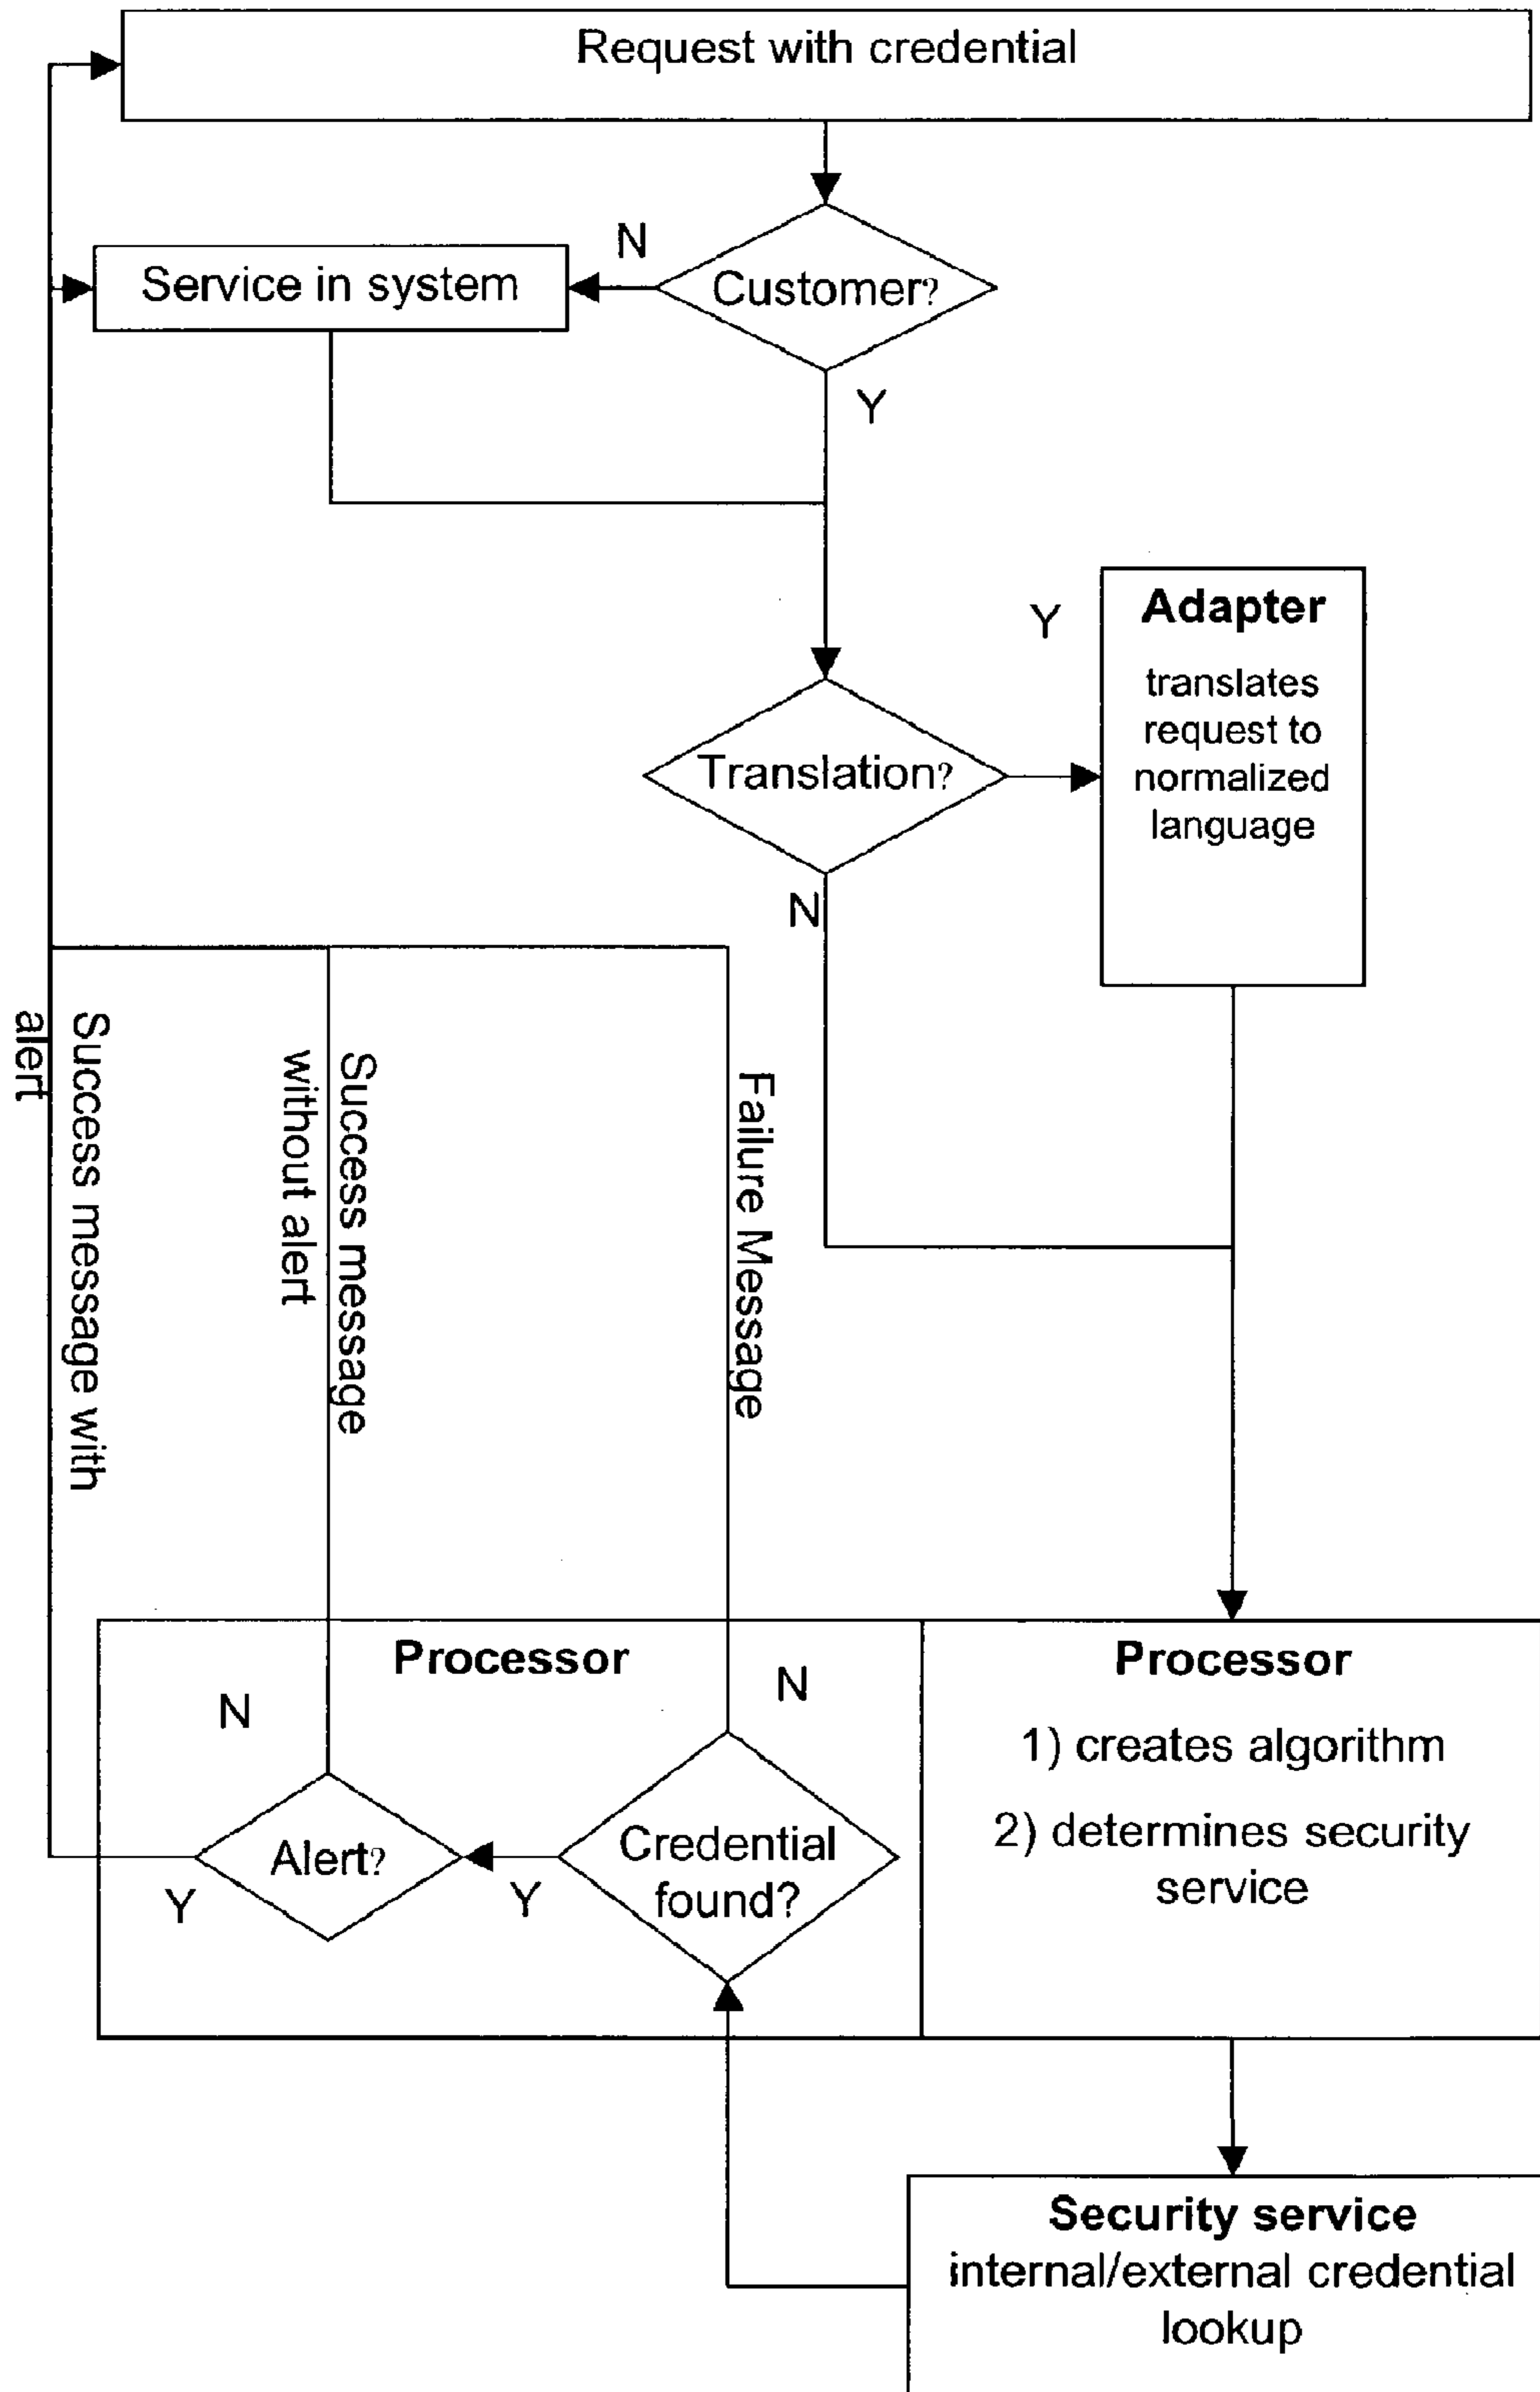 Request with credential
N
Service in system
Customer?
Y
Y
Adapter
translates
request to
normalized
language
Translation?
N
Success message with
alert
Success message
without alert
Failure Message
Processor
N
N
Alert?
Y
Y
Credential
found?
Processor
1) creates algorithm
2) determines security
service
Security service
internal/external credential
lookup